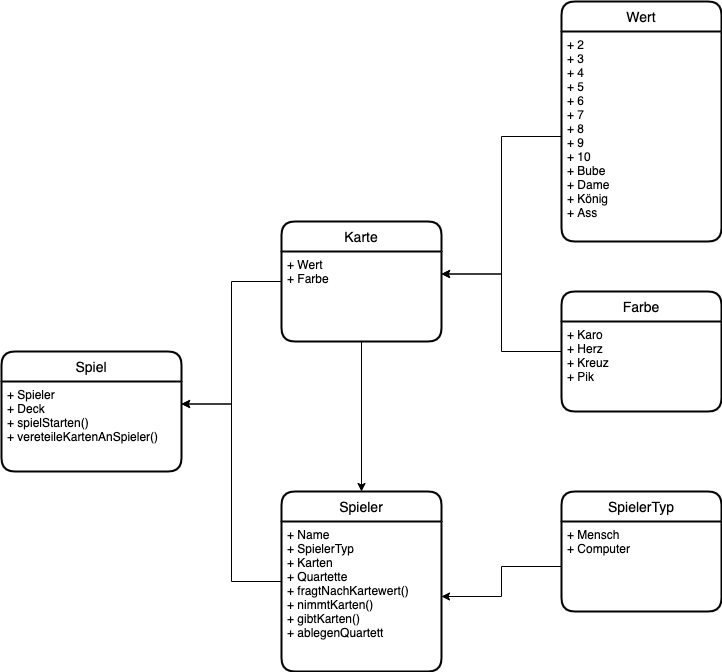 Wert
+ 2
+ 3
+ 4
+ 5
+ 6
+ 7
+ 8
+ 9
+ 10
+ Bube
+ Dame
+ König
+ Ass
Karte
+ Wert
+ Farbe
Farbe
+ Karo
+ Herz
+ Kreuz
+ Pik
Spiel
+ Spieler
+ Deck
+ spielStarten()
+ vereteileKartenAnSpieler()
Spieler
+ Name
+ SpielerTyp
+ Karten
+ Quartette
+ fragtNachKartewert()
+ nimmtKarten()
+ gibtKarten()
+ ablegenQuartett
SpielerTyp
+ Mensch
+ Computer